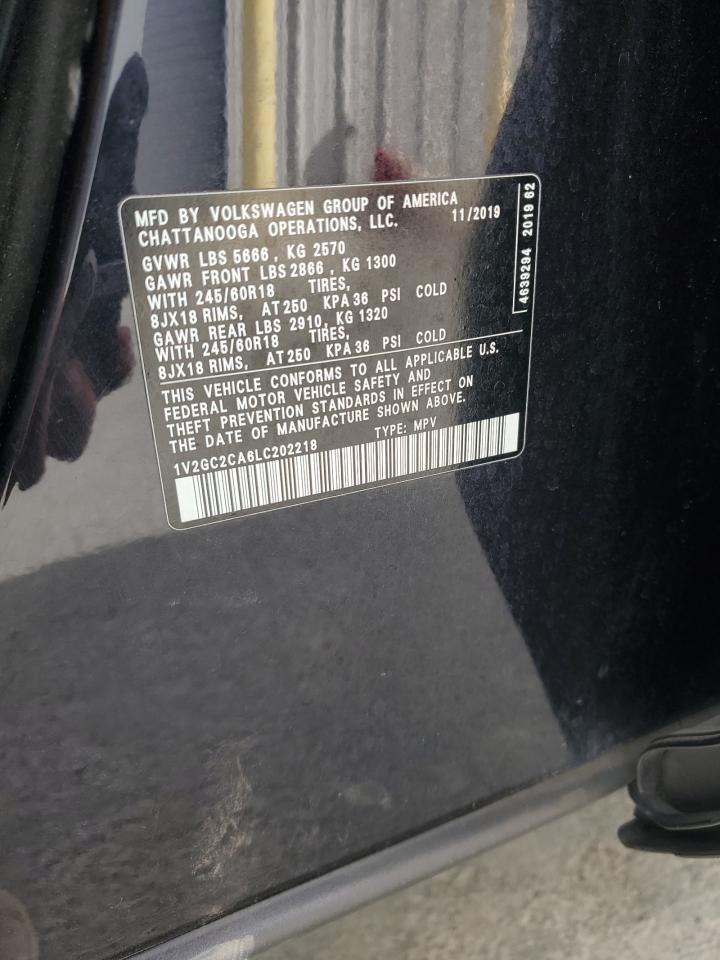 MFD BY VOLKSWAGEN GROUP OF AMERICA
CHATTANOOGA OPERATIONS, LLC. 11/2019
GVWR LBS 5666 , KG 2570
GAWR FRONT LBS 2866 , KG 1300
WITH 245/60R18 TIRES,
8JX18 RIMS, AT 250 KPA 36 PSI COLD
GAWR REAR LBS 2910, KG 1320
WITH 245/60R18 TIRES,
8JX18 RIMS, AT 250 KPA 36 PSI COLD
THIS VEHICLE CONFORMS TO ALL APPLICABLE U.S.
FEDERAL MOTOR VEHICLE SAFETY AND
THEFT PREVENTION STANDARDS IN EFFECT ON
THE DATE OF MANUFACTURE SHOWN ABOVE.
1V2GC2CA6LC202218 TYPE: MPV
4639294 2019 62